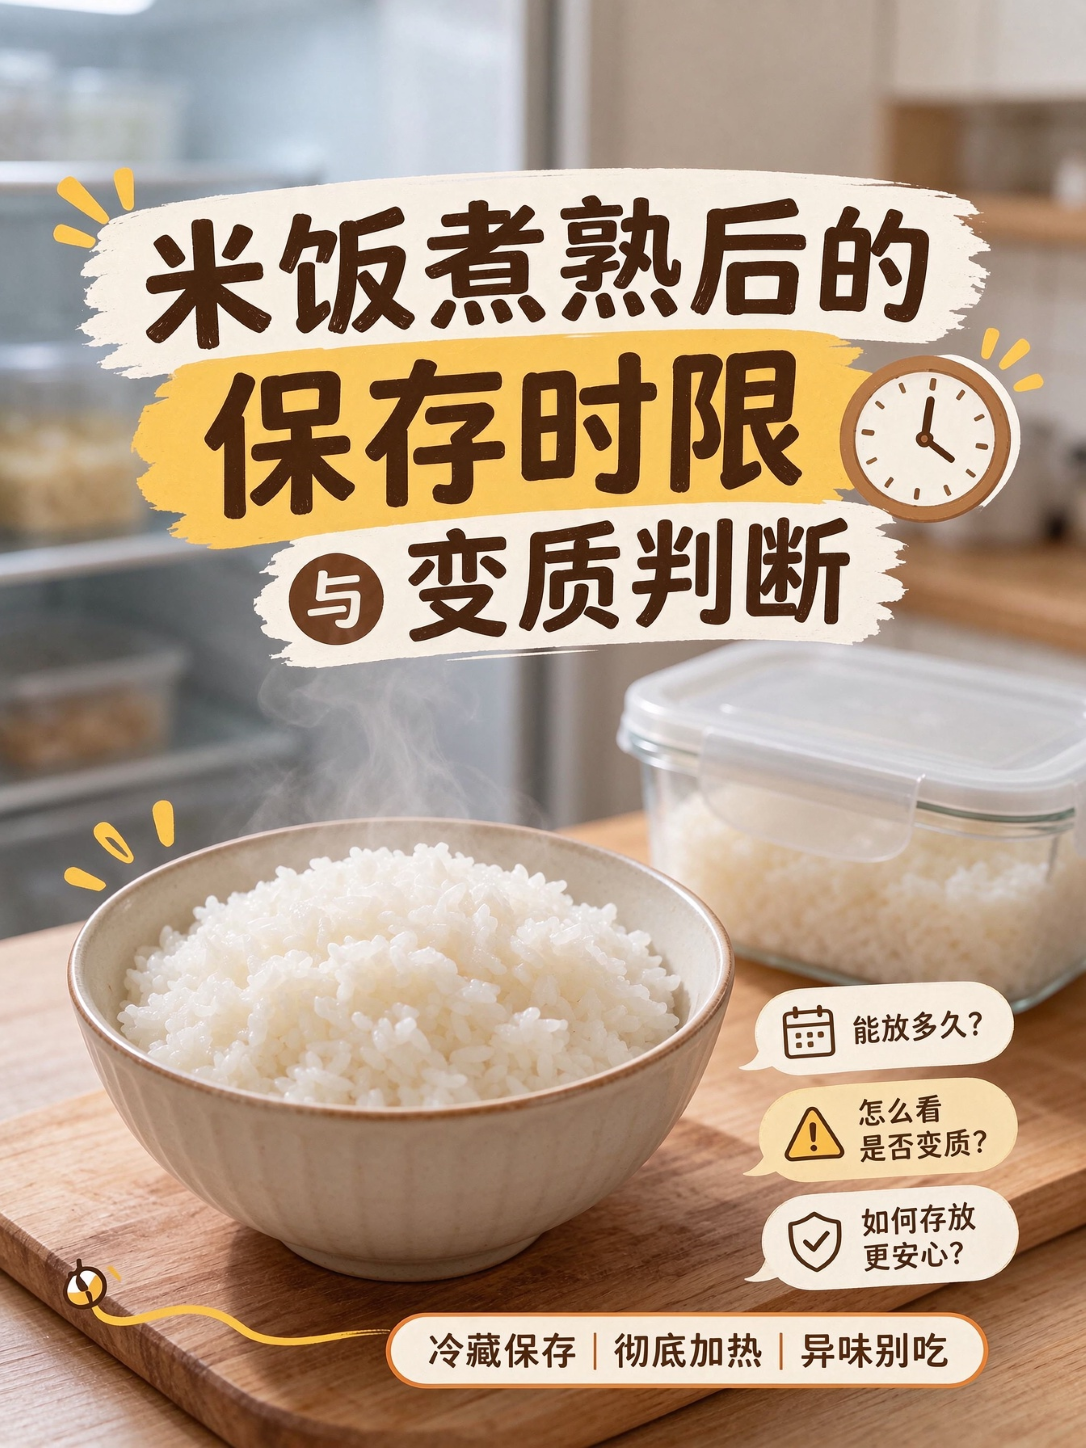 米饭煮熟后的
保存时限
与 变质判断
能放多久?
怎么看
是否变质?
如何存放
更安心?
冷藏保存 | 彻底加热 | 异味别吃